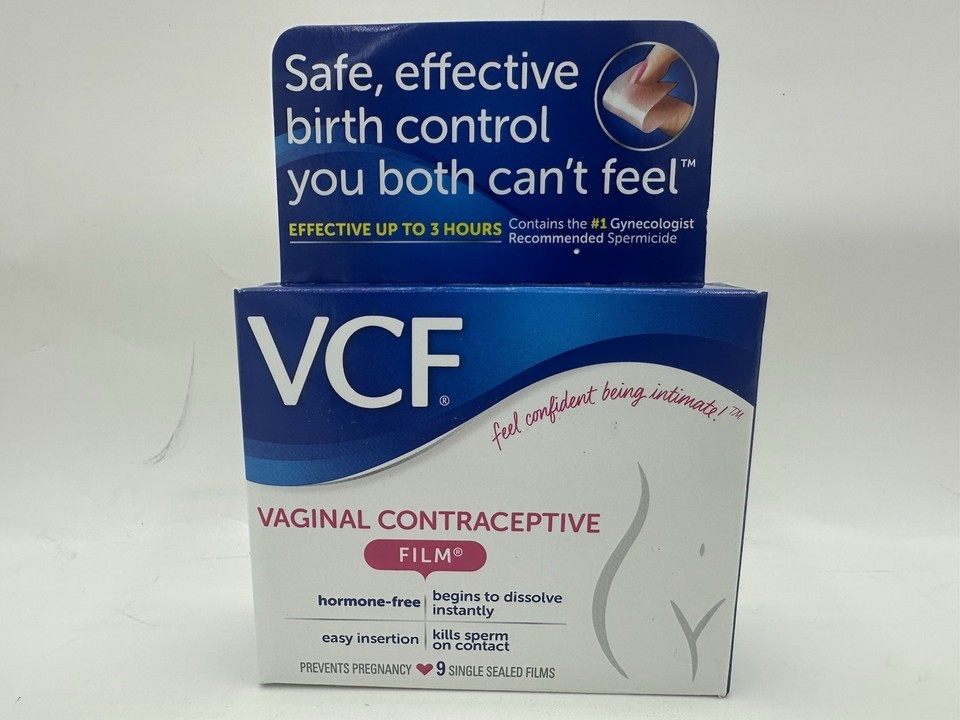 Safe, effective
birth control
you both can't feel™
EFFECTIVE UP TO 3 HOURS
Contains the #1 Gynecologist
Recommended Spermicide
VCF®
feel confident being intimate!™
VAGINAL CONTRACEPTIVE
FILM®
hormone-free
begins to dissolve
instantly
easy insertion
kills sperm
on contact
PREVENTS PREGNANCY ❤ 9 SINGLE SEALED FILMS